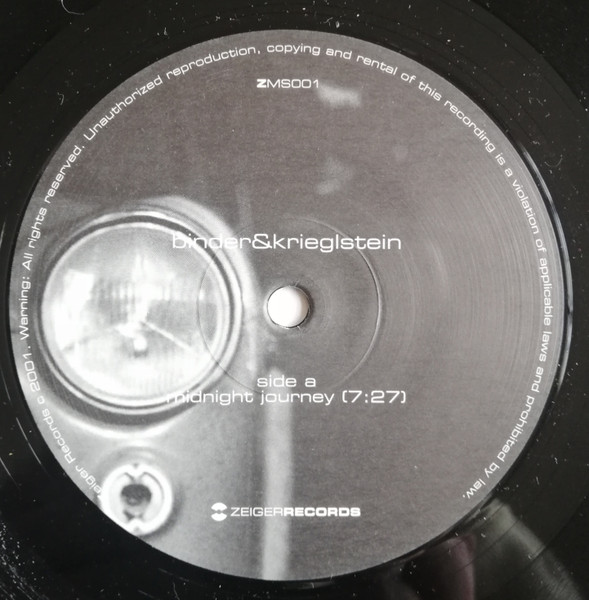 Zeiger Records © 2001. Warning: All rights reserved. Unauthorized reproduction, copying and rental of this recording is a violation of applicable laws and prohibited by law.
ZMS001
binder&krieglstein
side a
midnight journey (7:27)
ZEIGERRECORDS